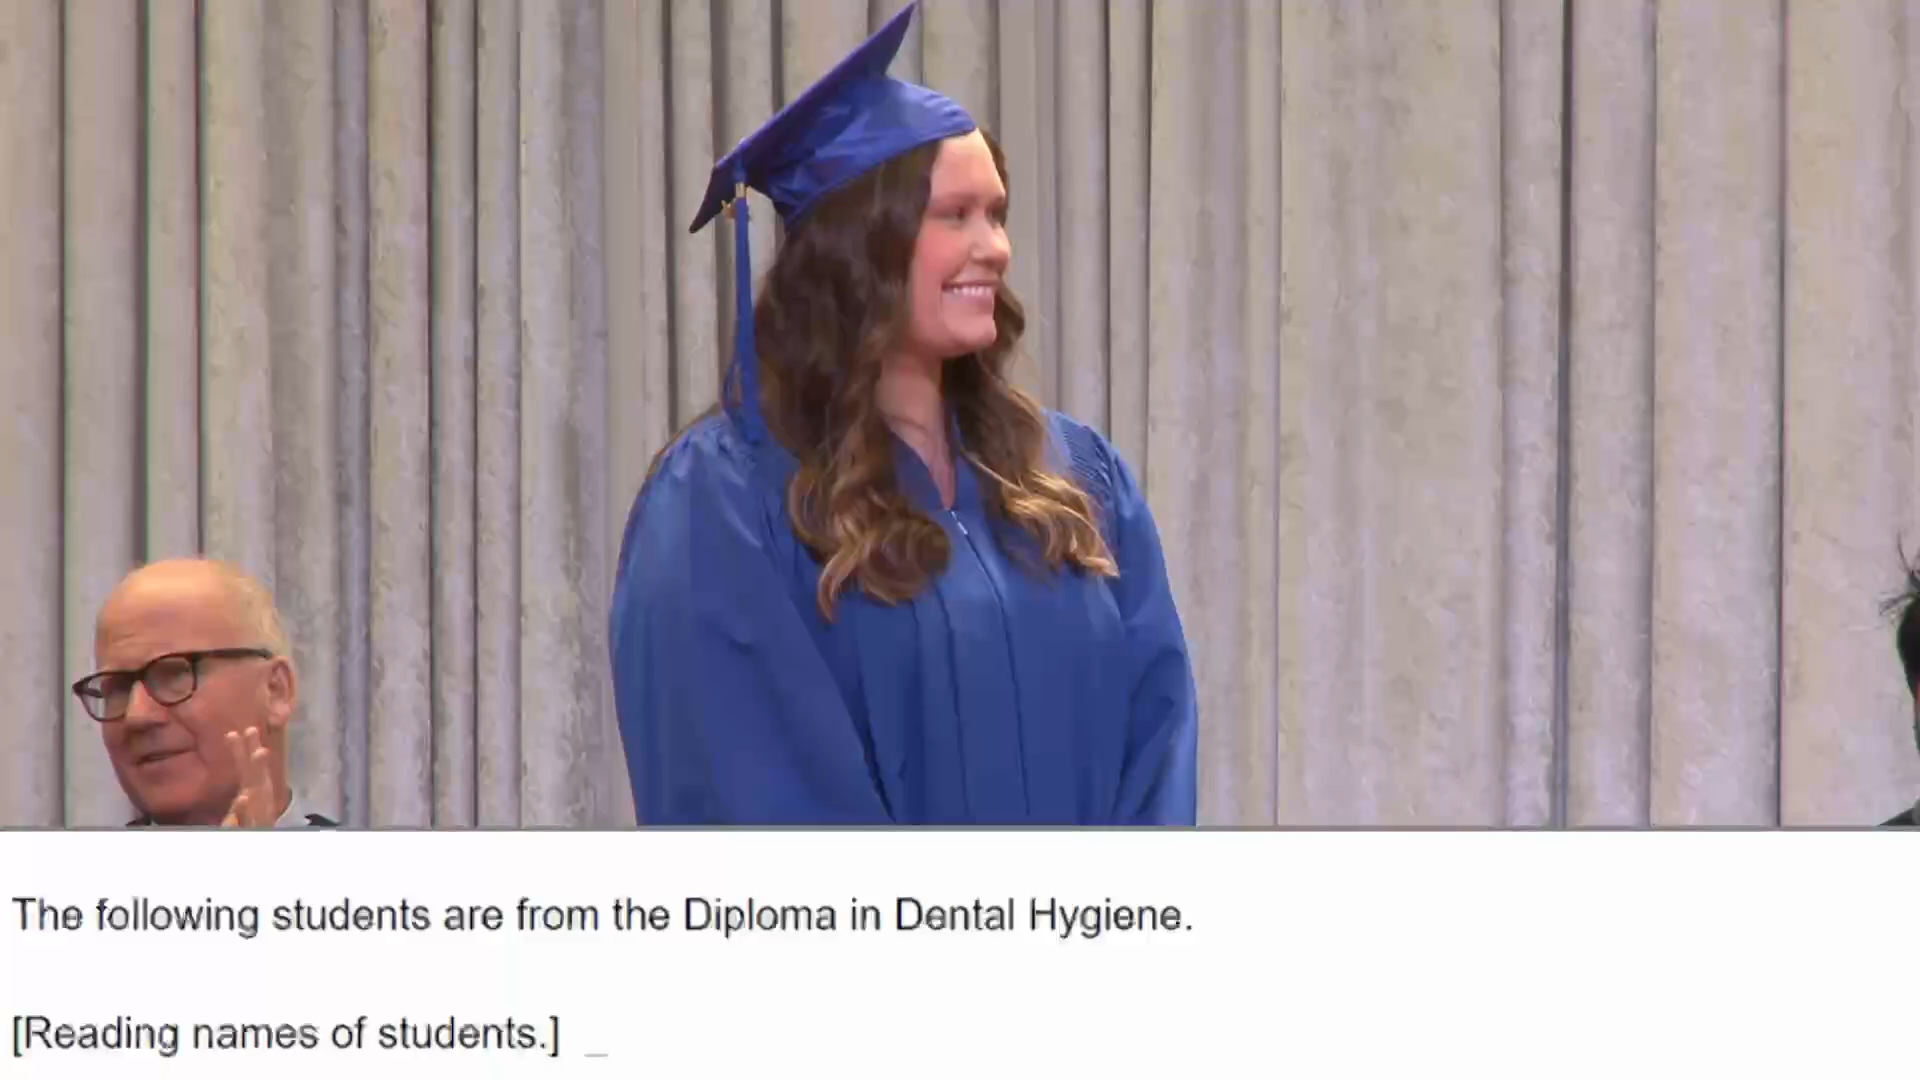 The following students are from the Diploma in Dental Hygiene.
[Reading names of students.] _